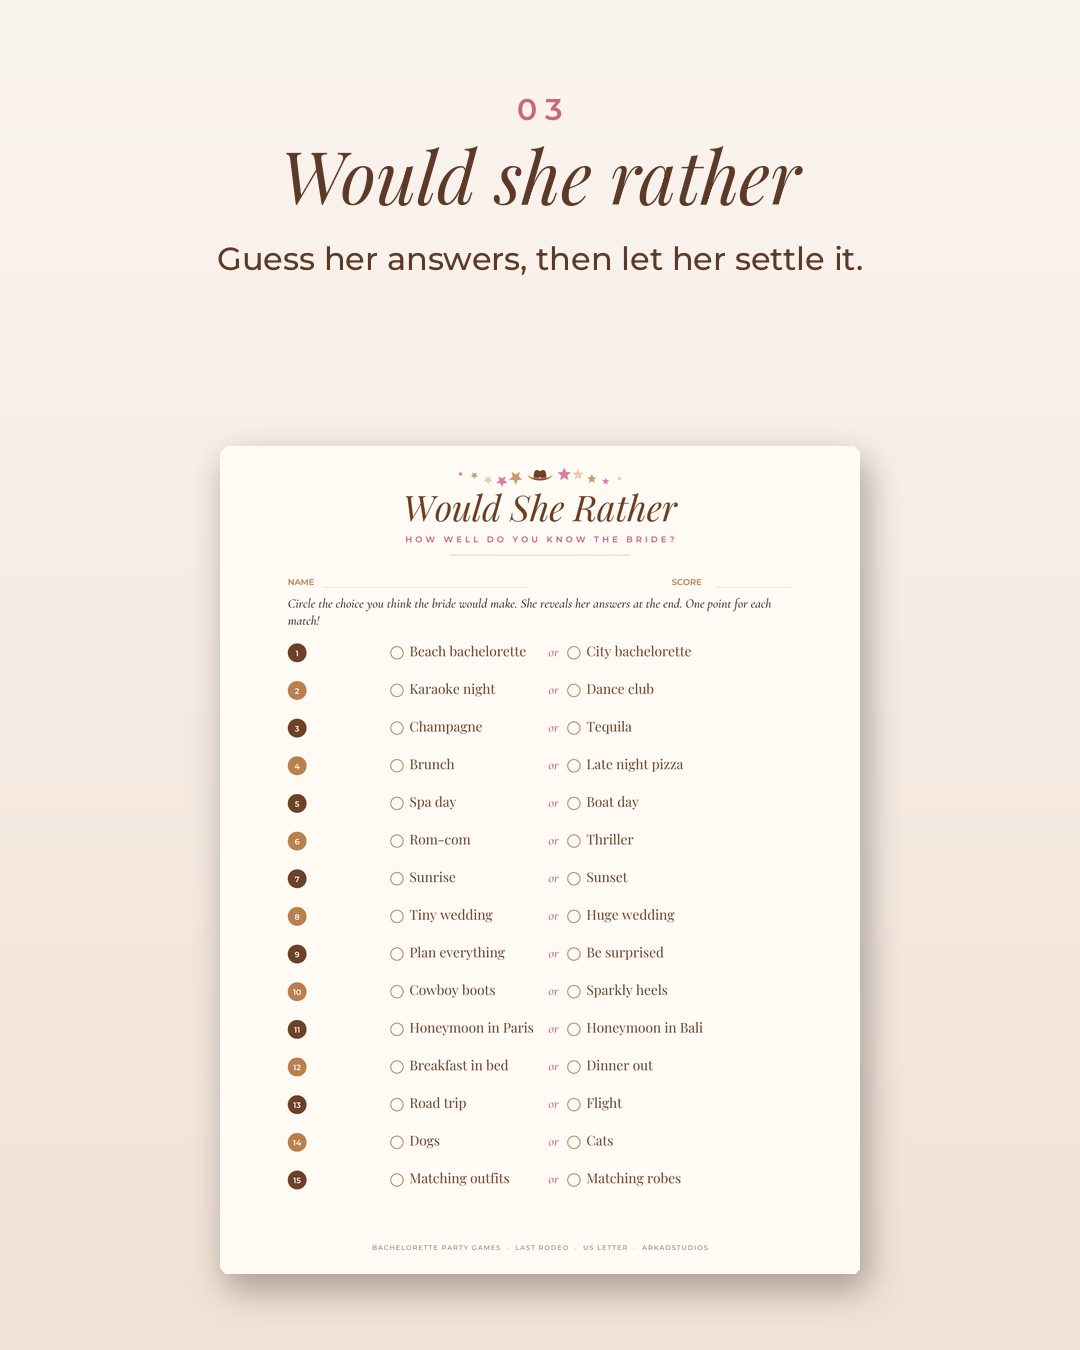 03
Would she rather
Guess her answers, then let her settle it.
Would She Rather
HOW WELL DO YOU KNOW THE BRIDE?
NAME SCORE
Circle the choice you think the bride would make. She reveals her answers at the end. One point for each
match!
1 Beach bachelorette or City bachelorette
2 Karaoke night or Dance club
3 Champagne or Tequila
4 Brunch or Late night pizza
5 Spa day or Boat day
6 Rom-com or Thriller
7 Sunrise or Sunset
8 Tiny wedding or Huge wedding
9 Plan everything or Be surprised
10 Cowboy boots or Sparkly heels
11 Honeymoon in Paris or Honeymoon in Bali
12 Breakfast in bed or Dinner out
13 Road trip or Flight
14 Dogs or Cats
15 Matching outfits or Matching robes
BACHELORETTE PARTY GAMES · LAST RODEO · US LETTER · ARKADSTUDIOS